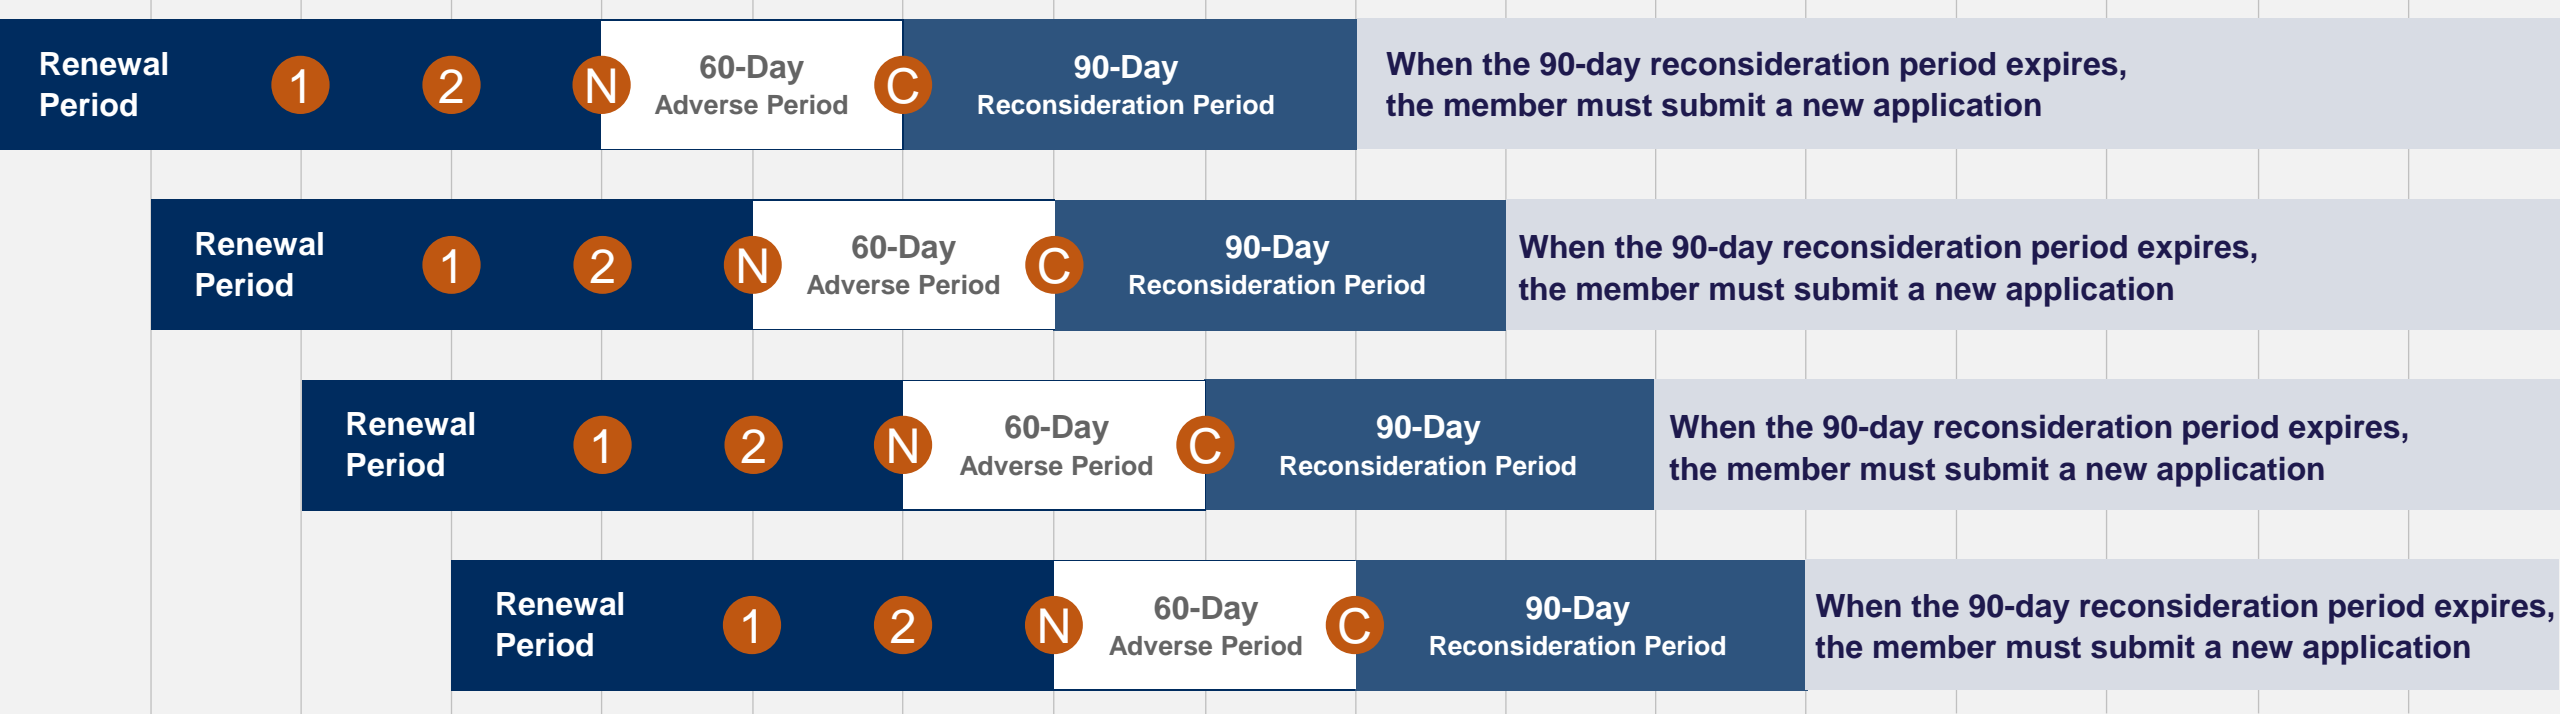 Renewal
Period
1
2
N
60-Day
Adverse Period
C
90-Day
Reconsideration Period
When the 90-day reconsideration period expires,
the member must submit a new application
Renewal
Period
1
2
N
60-Day
Adverse Period
C
90-Day
Reconsideration Period
When the 90-day reconsideration period expires,
the member must submit a new application
Renewal
Period
1
2
N
60-Day
Adverse Period
C
90-Day
Reconsideration Period
When the 90-day reconsideration period expires,
the member must submit a new application
Renewal
Period
1
2
N
60-Day
Adverse Period
C
90-Day
Reconsideration Period
When the 90-day reconsideration period expires,
the member must submit a new application